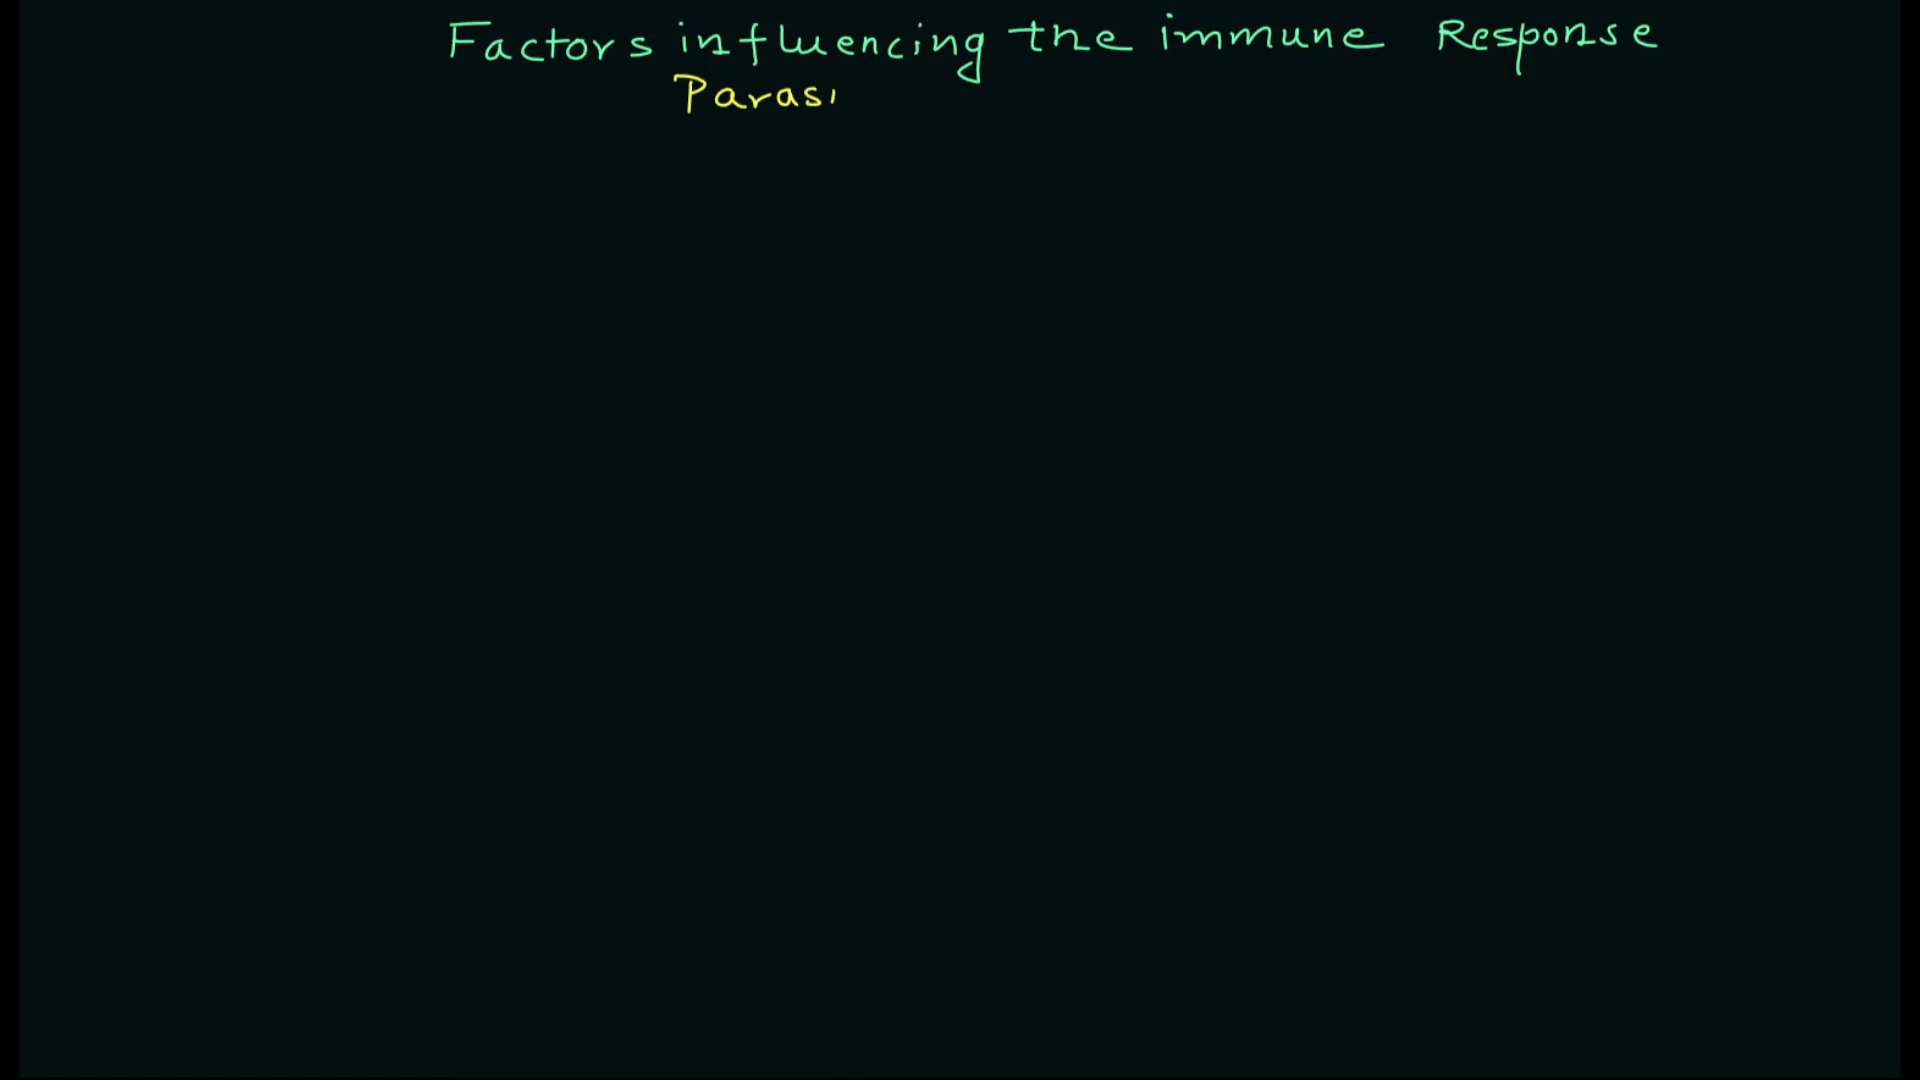 Factors influencing the immune Response
Parasi